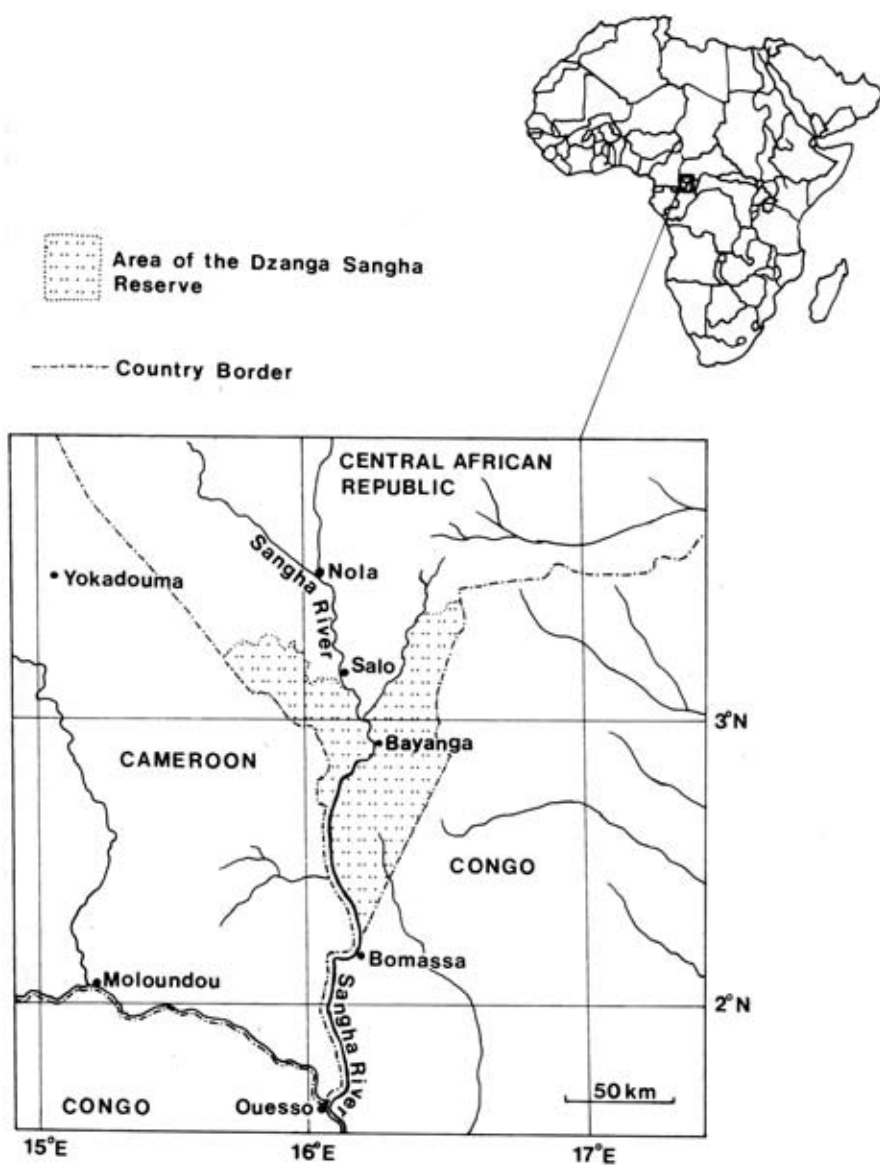 Area of the Dzanga Sangha
Reserve
Country Border
CENTRAL AFRICAN
REPUBLIC
Sangha River
Nola
Yokadouma
Salo
3°N
Bayanga
CAMEROON
CONGO
Bomassa
Moloundou
2°N
Sangha River
50 km
CONGO
Ouesso
15°E
16°E
17°E